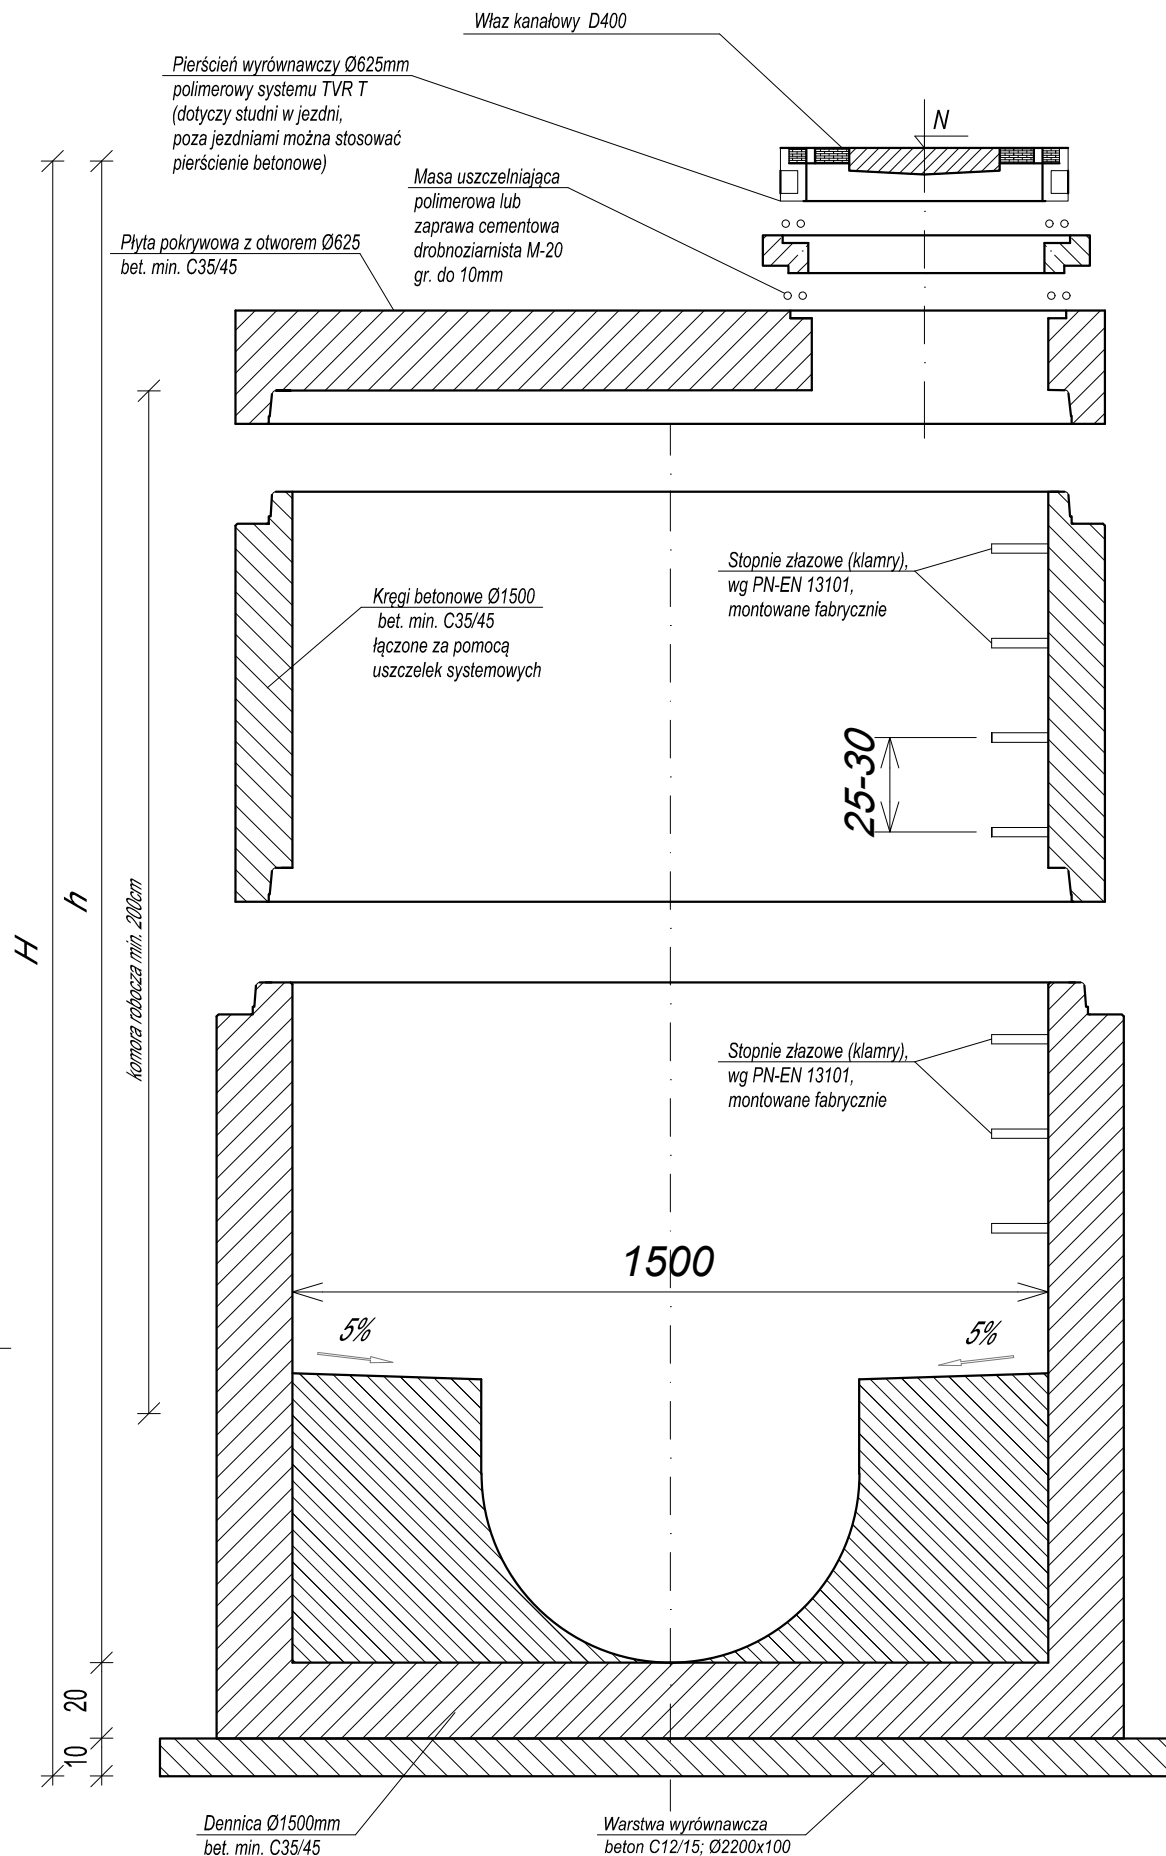 Właz kanałowy D400
Pierścień wyrównawczy Ø625mm
polimerowy systemu TVR T
(dotyczy studni w jezdni,
poza jezdniami można stosować
pierścienie betonowe)
N
Masa uszczelniająca
polimerowa lub
zaprawa cementowa
drobnoziarnista M-20
gr. do 10mm
Płyta pokrywowa z otworem Ø625
bet. min. C35/45
Stopnie złazowe (klamry),
wg PN-EN 13101,
montowane fabrycznie
Kręgi betonowe Ø1500
bet. min. C35/45
łączone za pomocą
uszczelek systemowych
25-30
h
H
komora robocza min. 200cm
Stopnie złazowe (klamry),
wg PN-EN 13101,
montowane fabrycznie
1500
5%
5%
20
10
Dennica Ø1500mm
bet. min. C35/45
Warstwa wyrównawcza
beton C12/15; Ø2200x100